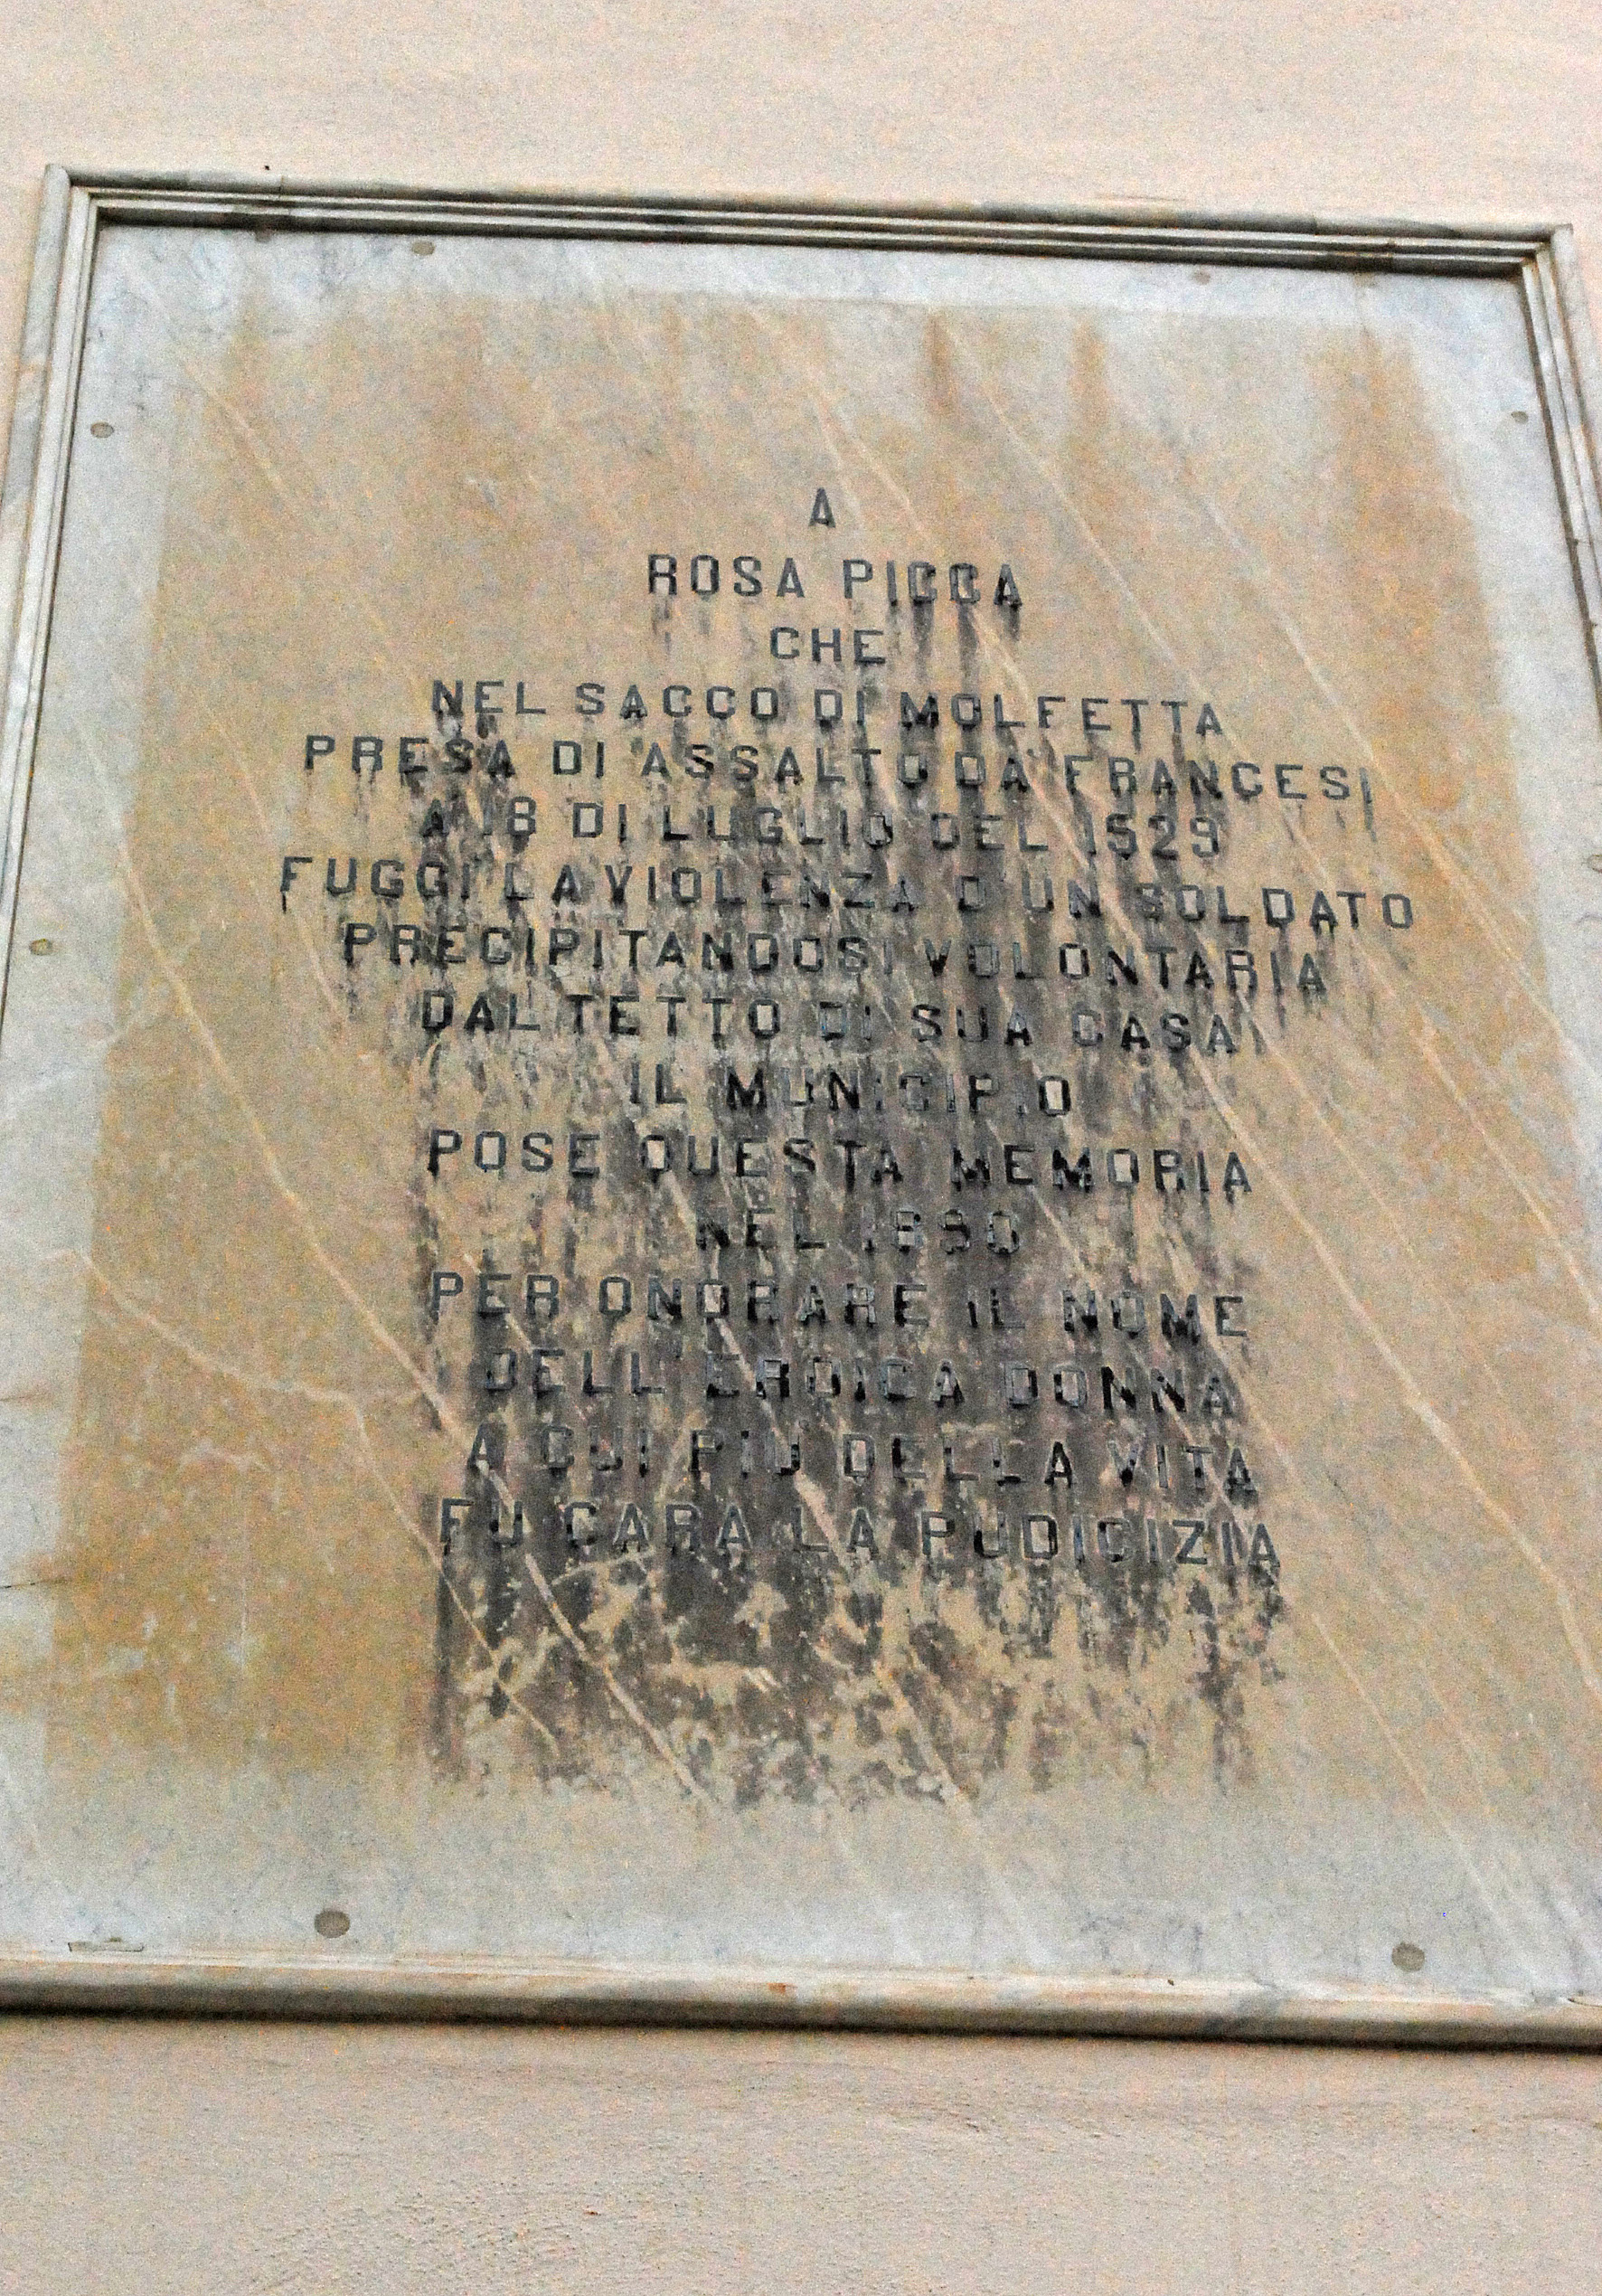 A
ROSA PICCA
CHE
NEL SACCO DI MOLFETTA
PRESA DI ASSALTO DA FRANCESI
A 18 DI LUGLIO DEL 1529
FUGGI LA VIOLENZA D'UN SOLDATO
PRECIPITANDOSI VOLONTARIA
DAL TETTO DI SUA CASA
IL MUNICIPIO
POSE QUESTA MEMORIA
NEL
PER ONORARE IL NOME
DELL'EROICA DONNA
A CUI PIÙ DELLA VITA
FU CARA LA PUDICIZIA